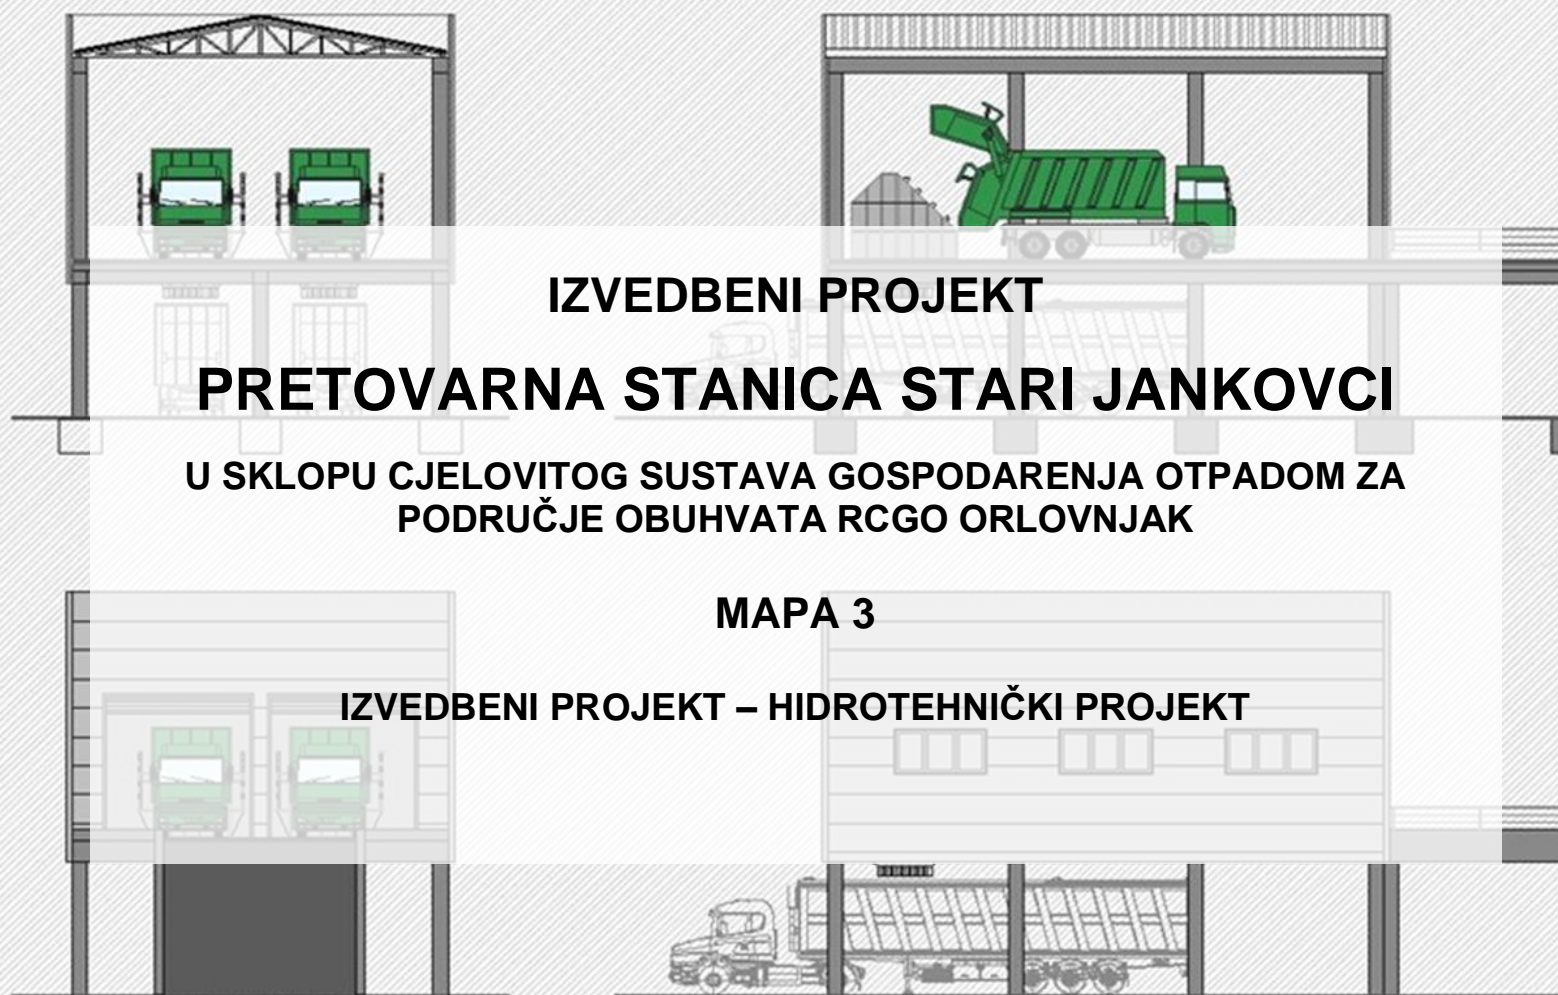 IZVEDBENI PROJEKT
PRETOVARNA STANICA STARI JANKOVCI
U SKLOPU CJELOVITOG SUSTAVA GOSPODARENJA OTPADOM ZA
PODRUČJE OBUHVATA RCGO ORLOVNJAK
MAPA 3
IZVEDBENI PROJEKT – HIDROTEHNIČKI PROJEKT